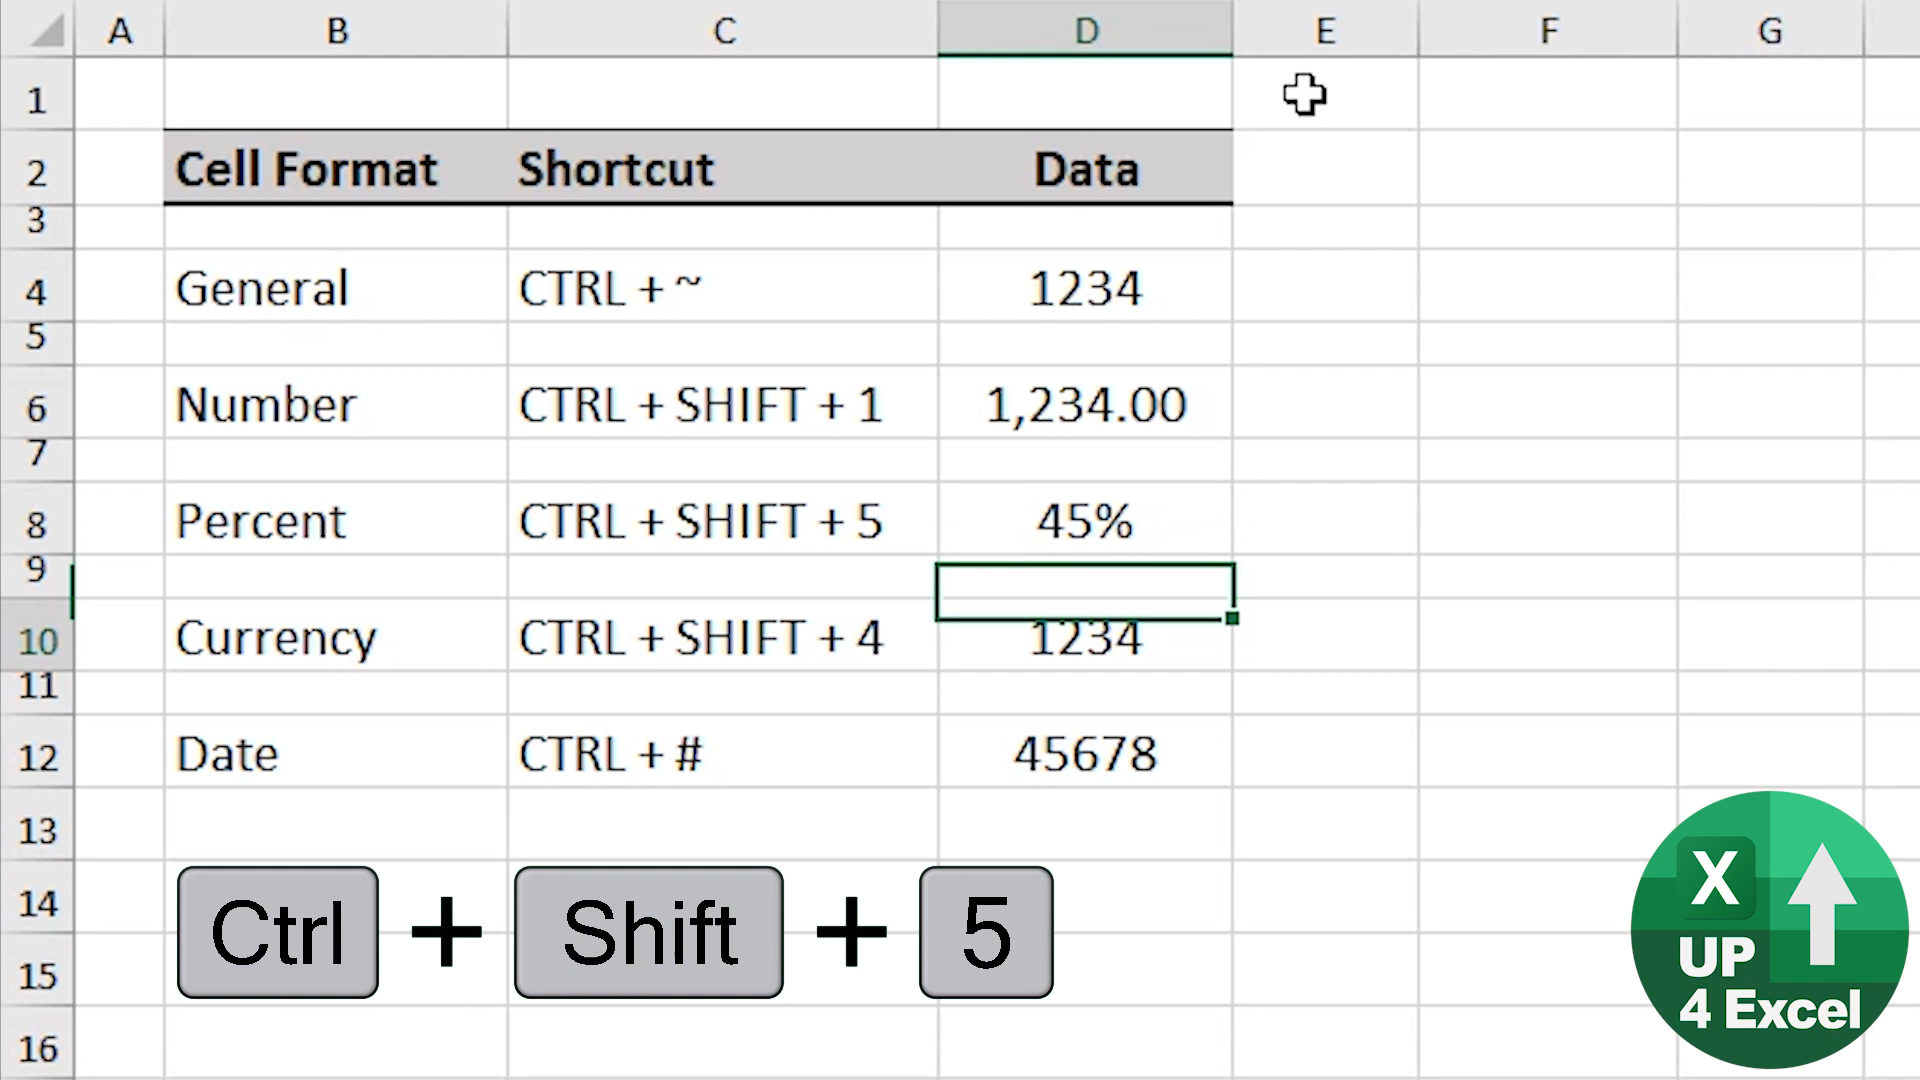 A B C D E F G
1
2 Cell Format Shortcut Data
3
4 General CTRL + ~ 1234
5
6 Number CTRL + SHIFT + 1 1,234.00
7
8 Percent CTRL + SHIFT + 5 45%
9
10 Currency CTRL + SHIFT + 4 1234
11
12 Date CTRL + # 45678
13
14
15
16
Ctrl + Shift + 5
X
UP
4 Excel